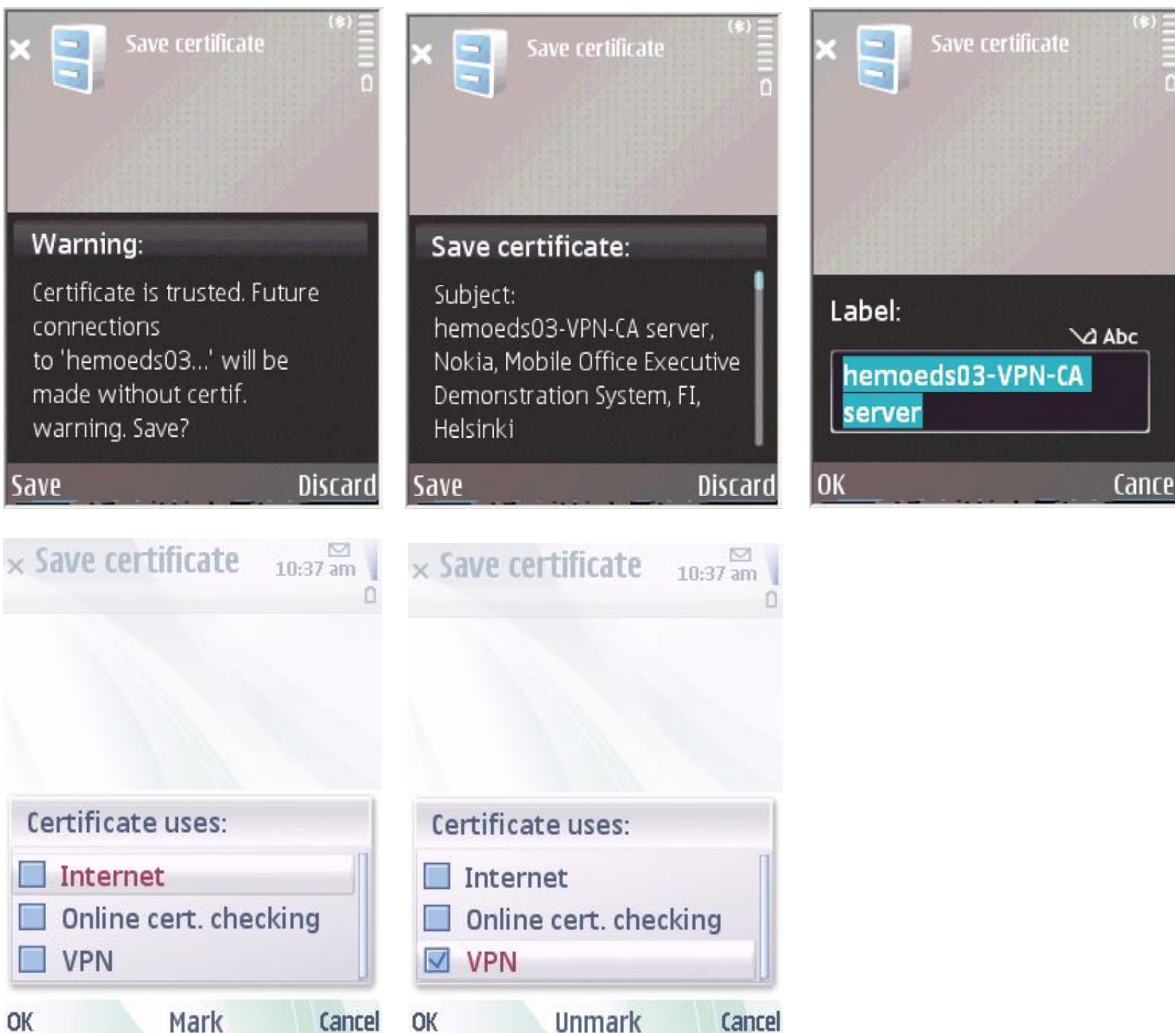 Save certificate
Warning:
Certificate is trusted. Future
connections
to 'hemoeds03...' will be
made without certif.
warning. Save?
Save Discard
Save certificate
Save certificate:
Subject:
hemoeds03-VPN-CA server,
Nokia, Mobile Office Executive
Demonstration System, FI,
Helsinki
Save Discard
Save certificate
Label:
Abc
hemoeds03-VPN-CA
server
OK Cance
Save certificate 10:37 am
Certificate uses:
Internet
Online cert. checking
VPN
OK Mark Cancel
Save certificate 10:37 am
Certificate uses:
Internet
Online cert. checking
VPN
OK Unmark Cancel